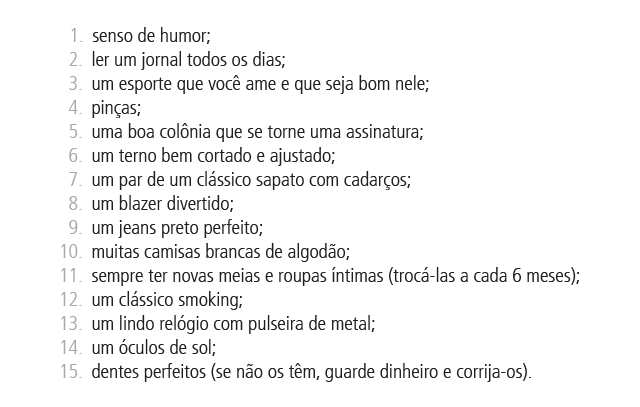 1. senso de humor;
2. ler um jornal todos os dias;
3. um esporte que você ame e que seja bom nele;
4. pinças;
5. uma boa colônia que se torne uma assinatura;
6. um terno bem cortado e ajustado;
7. um par de um clássico sapato com cadarços;
8. um blazer divertido;
9. um jeans preto perfeito;
10. muitas camisas brancas de algodão;
11. sempre ter novas meias e roupas íntimas (trocá-las a cada 6 meses);
12. um clássico smoking;
13. um lindo relógio com pulseira de metal;
14. um óculos de sol;
15. dentes perfeitos (se não os têm, guarde dinheiro e corrija-os).